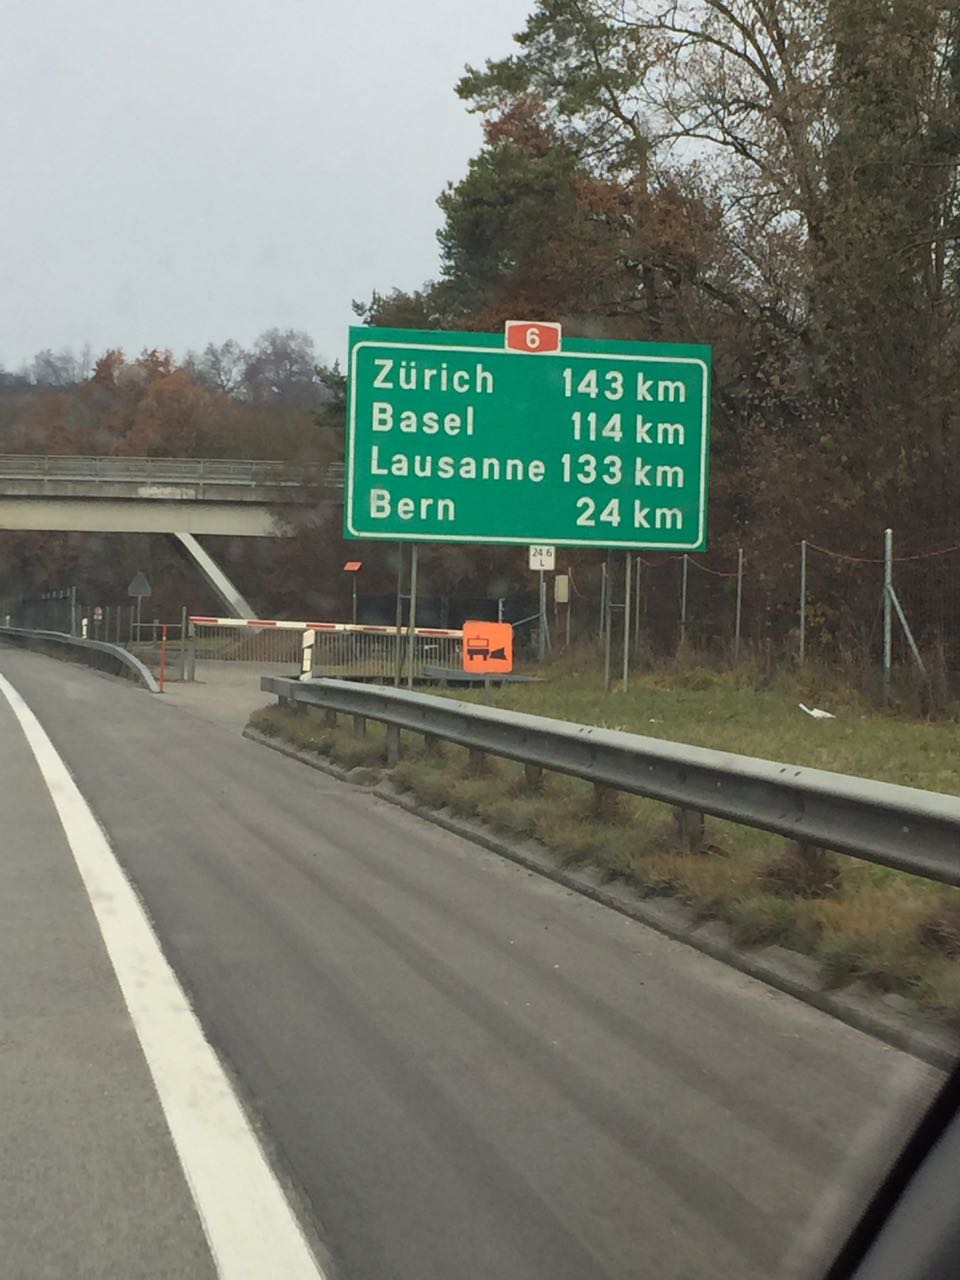 6
Zürich 143 km
Basel 114 km
Lausanne 133 km
Bern 24 km
24 6
L